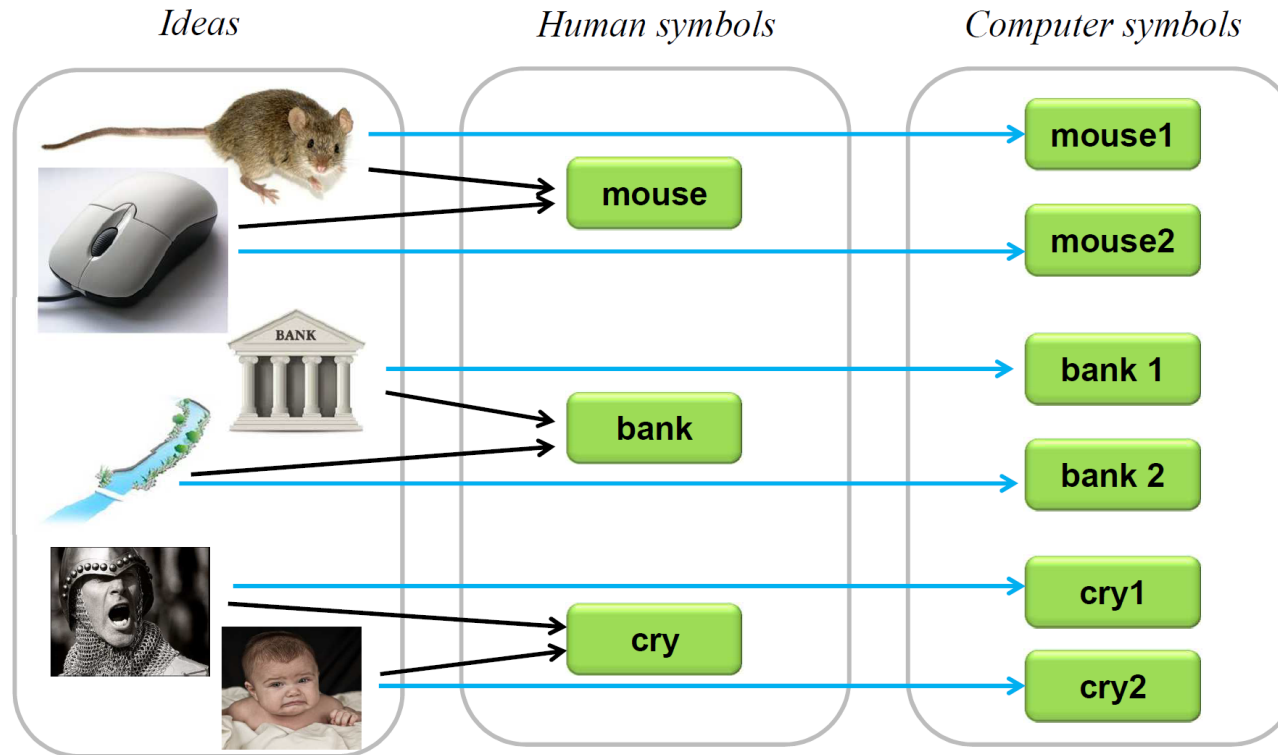 Ideas
Human symbols
Computer symbols
mouse1
mouse
mouse2
BANK
bank 1
bank
bank 2
cry1
cry
cry2